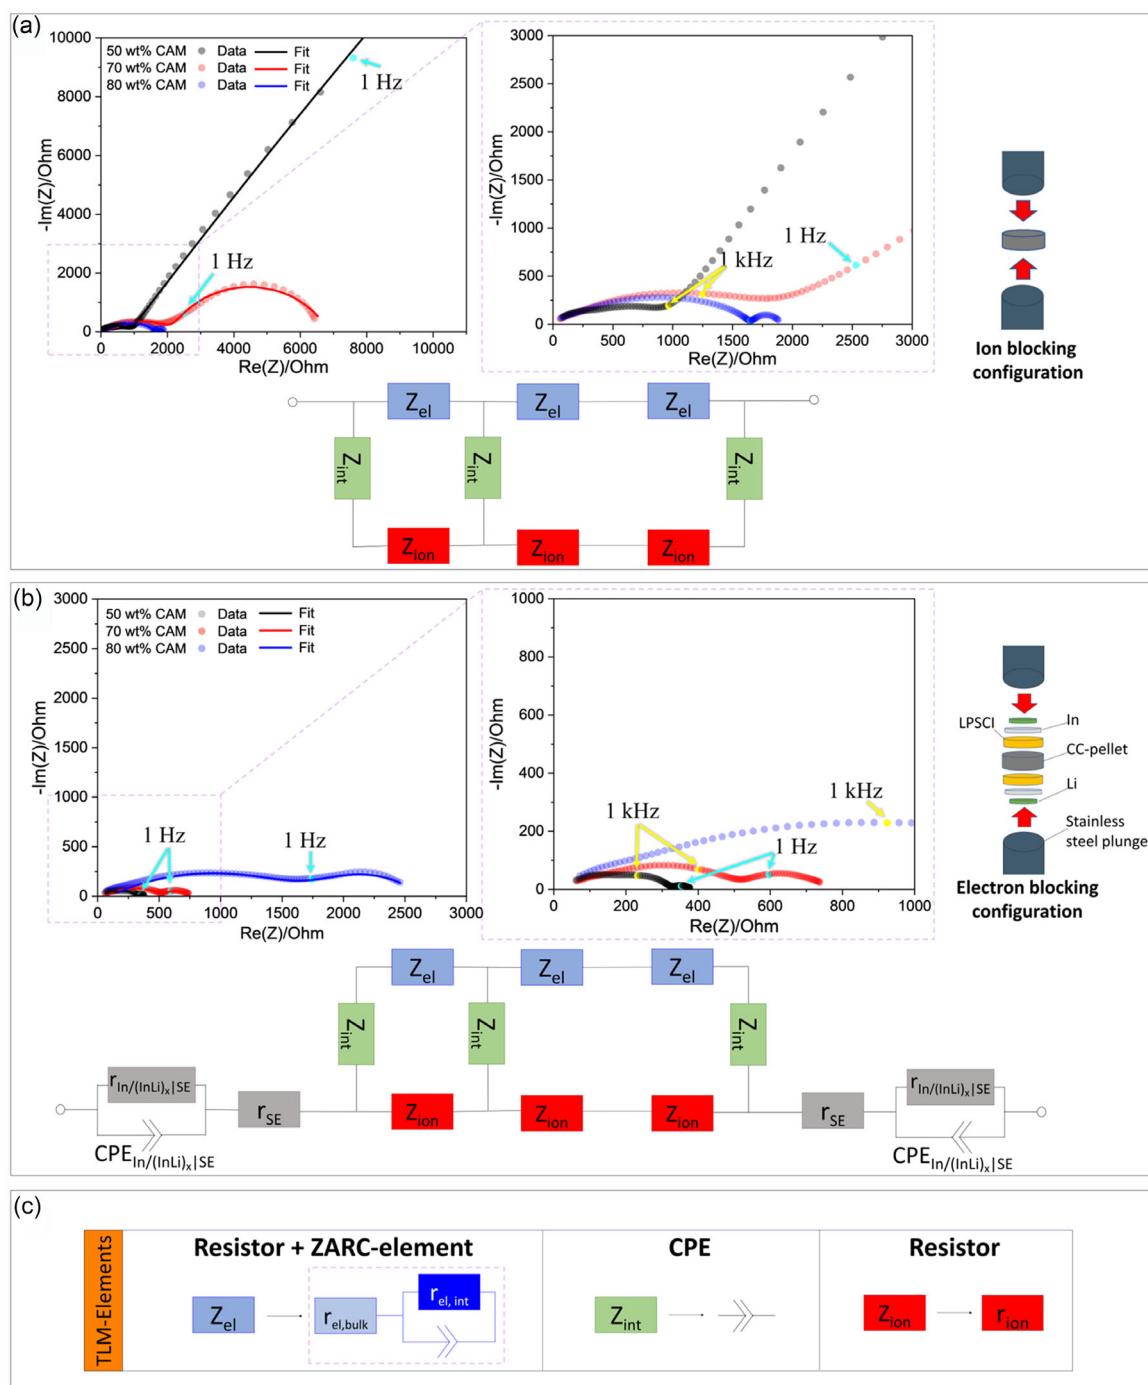 (a)
50 wt% CAM Data Fit
70 wt% CAM Data Fit
80 wt% CAM Data Fit
1 Hz
1 Hz
-Im(Z)/Ohm
10000
8000
6000
4000
2000
0
0 2000 4000 6000 8000 10000
Re(Z)/Ohm
-Im(Z)/Ohm
3000
2500
2000
1500
1000
500
0
1 Hz
1 kHz
0 500 1000 1500 2000 2500 3000
Re(Z)/Ohm
Ion blocking
configuration
Zel Zel Zel
Zint Zint Zint
Zion Zion Zion
(b)
50 wt% CAM Data Fit
70 wt% CAM Data Fit
80 wt% CAM Data Fit
-Im(Z)/Ohm
3000
2500
2000
1500
1000
500
0
1 Hz
1 Hz
0 500 1000 1500 2000 2500 3000
Re(Z)/Ohm
-Im(Z)/Ohm
1000
800
600
400
200
0
1 kHz
1 kHz
1 Hz
0 200 400 600 800 1000
Re(Z)/Ohm
In
LPSCI
CC-pellet
Li
Stainless
steel plunge
Electron blocking
configuration
Zel Zel Zel
Zint Zint Zint
rIn/(InLi)x|SE
rSE
Zion Zion Zion
rSE
rIn/(InLi)x|SE
CPEIn/(InLi)x|SE
CPEIn/(InLi)x|SE
(c)
TLM-Elements
Resistor + ZARC-element
CPE
Resistor
Zel
rel,bulk
rel, int
Zint
Zion
rion